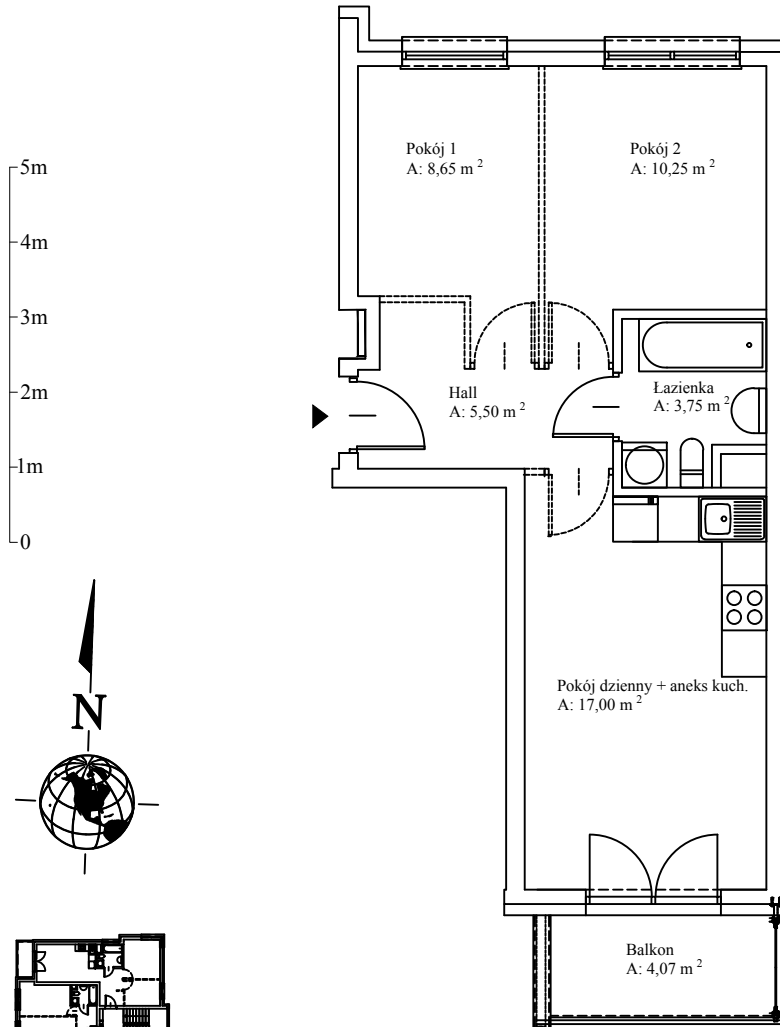 Pokój 1
A: 8,65 m ²
Pokój 2
A: 10,25 m ²
5m
4m
3m
2m
1m
0
Hall
A: 5,50 m ²
Łazienka
A: 3,75 m ²
N
Pokój dzienny + aneks kuch.
A: 17,00 m ²
Balkon
A: 4,07 m ²